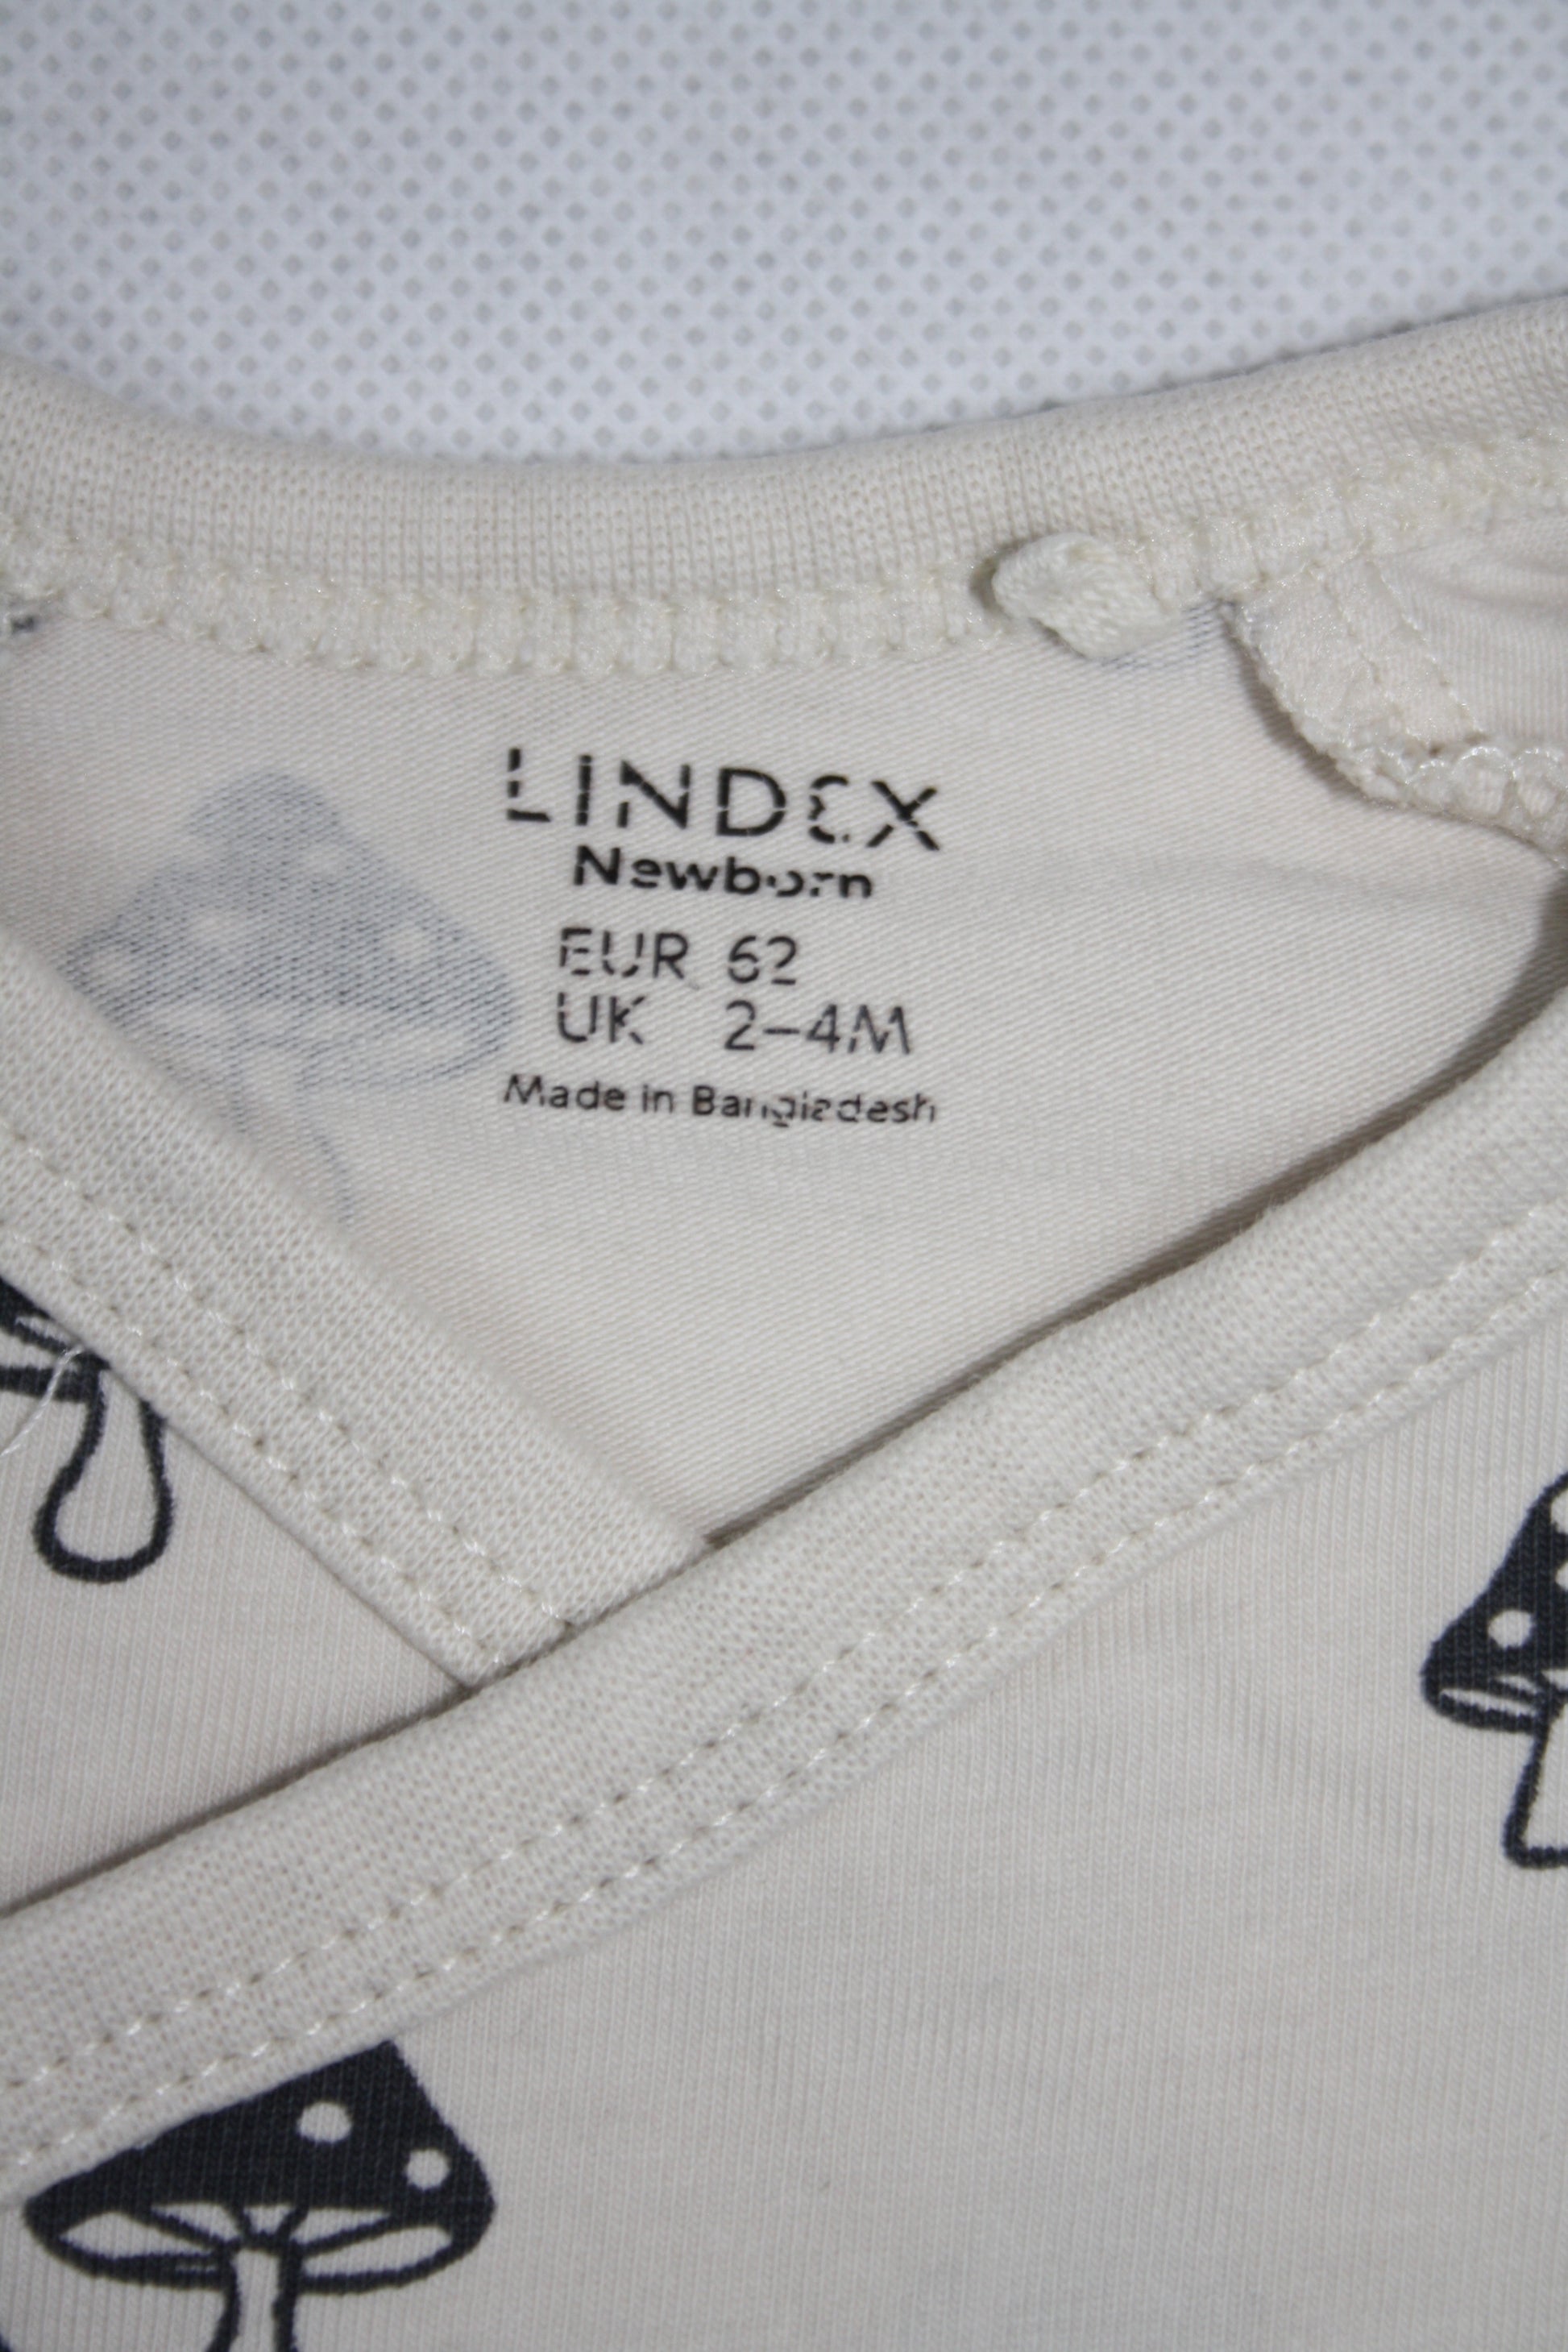 LINDEX
Newborn
EUR 62
UK 2-4M
Made in Bangladesh